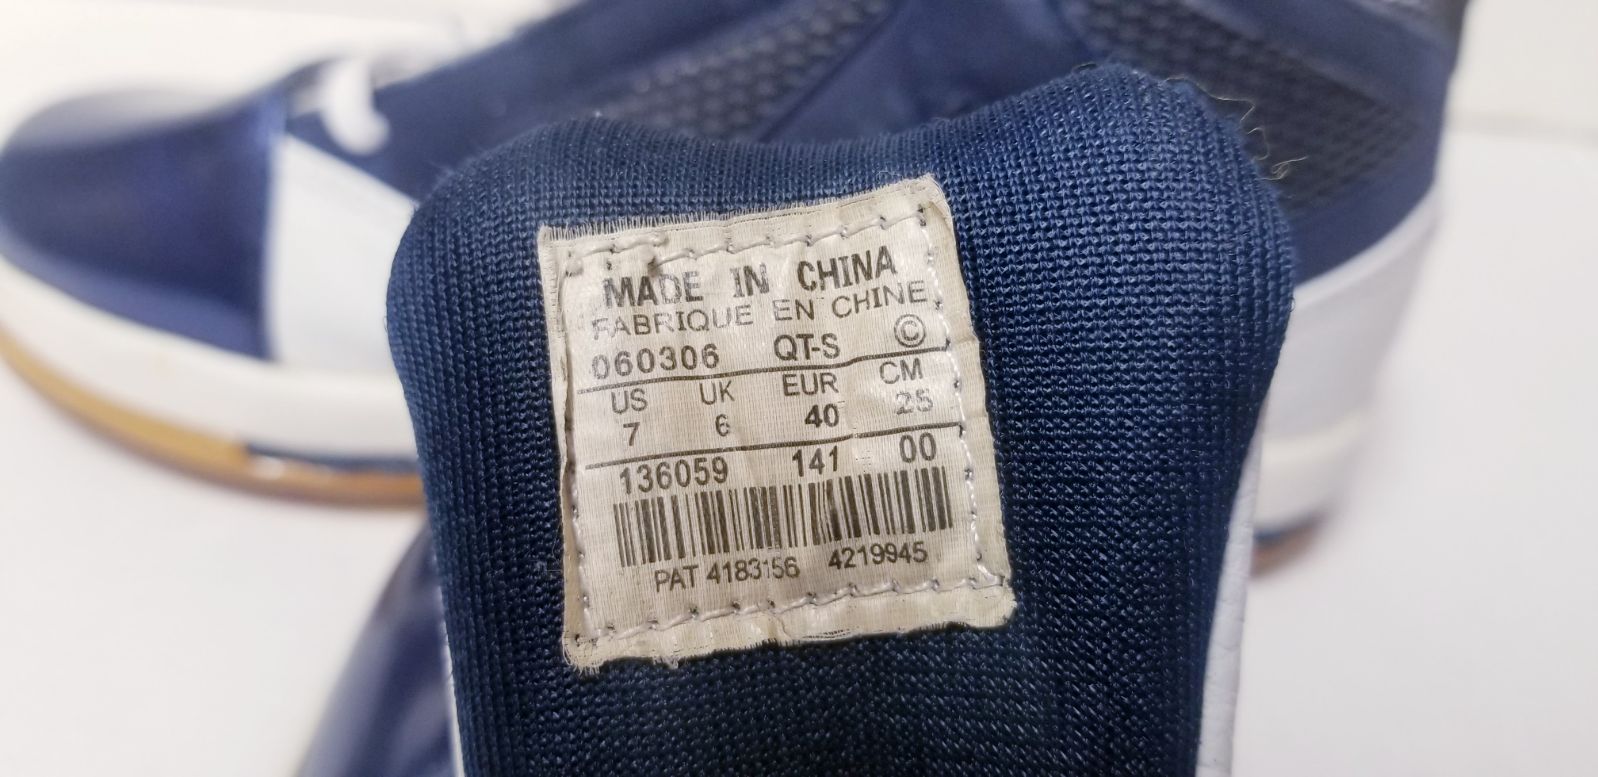 MADE IN CHINA
FABRIQUE EN CHINE
060306 QT-S ©
US UK EUR CM
7 6 40 25
136059 141 00
PAT 4183156 4219945